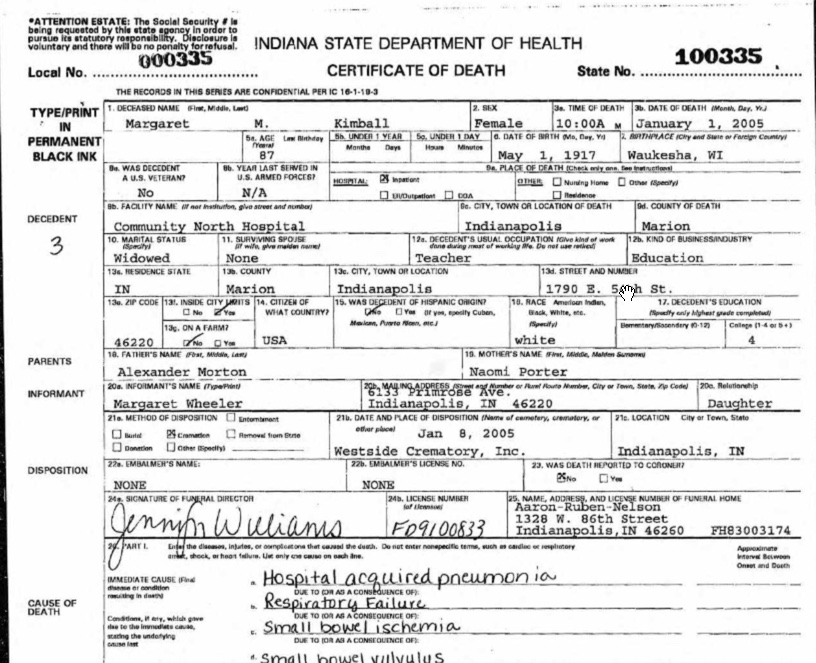 *ATTENTION ESTATE: The Social Security # is
being requested by this state agency in order to
pursue its statutory responsibility. Disclosure is
voluntary and there will be no penalty for refusal.
INDIANA STATE DEPARTMENT OF HEALTH
Local No. 000335
CERTIFICATE OF DEATH
State No. 100335
THE RECORDS IN THIS SERIES ARE CONFIDENTIAL PER IC 16-1-19-3
TYPE/PRINT
IN
PERMANENT
BLACK INK
1. DECEASED NAME (First, Middle, Last)
Margaret M. Kimball
2. SEX
Female
3a. TIME OF DEATH
10:00A M
3b. DATE OF DEATH (Month, Day, Yr.)
January 1, 2005
5a. AGE Last Birthday
(Years)
87
5b. UNDER 1 YEAR
Months Days
5c. UNDER 1 DAY
Hours Minutes
6. DATE OF BIRTH (Mo, Day, Yr)
May 1, 1917
7. BIRTHPLACE (City and State or Foreign Country)
Waukesha, WI
8a. WAS DECEDENT
A U.S. VETERAN?
No
8b. YEAR LAST SERVED IN
U.S. ARMED FORCES?
N/A
9a. PLACE OF DEATH (Check only one. See Instructions)
HOSPITAL: Inpatient
ER/Outpatient DOA
OTHER: Nursing Home Other (Specify)
Residence
DECEDENT
3
9b. FACILITY NAME (If not institution, give street and number)
Community North Hospital
9c. CITY, TOWN OR LOCATION OF DEATH
Indianapolis
9d. COUNTY OF DEATH
Marion
10. MARITAL STATUS
(Specify)
Widowed
11. SURVIVING SPOUSE
(If wife, give maiden name)
None
12a. DECEDENT'S USUAL OCCUPATION (Give kind of work
done during most of working life. Do not use retired)
Teacher
12b. KIND OF BUSINESS/INDUSTRY
Education
13a. RESIDENCE STATE
IN
13b. COUNTY
Marion
13c. CITY, TOWN OR LOCATION
Indianapolis
13d. STREET AND NUMBER
1790 E. St.
13e. ZIP CODE
46220
13f. INSIDE CITY LIMITS
No Yes
13g. ON A FARM?
No Yes
14. CITIZEN OF
WHAT COUNTRY?
USA
15. WAS DECEDENT OF HISPANIC ORIGIN?
No Yes (If yes, specify Cuban,
Mexican, Puerto Rican, etc.)
16. RACE American Indian,
Black, White, etc.
(Specify)
white
17. DECEDENT'S EDUCATION
(Specify only highest grade completed)
Elementary/Secondary (0-12) College (1-4 or 5+)
4
PARENTS
18. FATHER'S NAME (First, Middle, Last)
Alexander Morton
19. MOTHER'S NAME (First, Middle, Maiden Surname)
Naomi Porter
INFORMANT
20a. INFORMANT'S NAME (Type/Print)
Margaret Wheeler
20b. MAILING ADDRESS (Street and Number or Rural Route Number, City or Town, State, Zip Code)
6133 Primrose Ave.
Indianapolis, IN 46220
20c. Relationship
Daughter
21a. METHOD OF DISPOSITION Entombment
Burial Cremation Removal from State
Donation Other (Specify)
21b. DATE AND PLACE OF DISPOSITION (Name of cemetery, crematory, or
other place)
Jan 8, 2005
Westside Crematory, Inc.
21c. LOCATION City or Town, State
Indianapolis, IN
DISPOSITION
22a. EMBALMER'S NAME:
NONE
22b. EMBALMER'S LICENSE NO.
NONE
23. WAS DEATH REPORTED TO CORONER?
No Yes
24a. SIGNATURE OF FUNERAL DIRECTOR
Jennifer Williams
24b. LICENSE NUMBER
(of Licensee)
FD9100833
25. NAME, ADDRESS, AND LICENSE NUMBER OF FUNERAL HOME
Aaron-Ruben-Nelson
1328 W. 86th Street
Indianapolis, IN 46260 FH83003174
26. PART I. Enter the diseases, injuries, or complications that caused the death. Do not enter nonspecific terms, such as cardiac or respiratory
arrest, shock, or heart failure. List only one cause on each line.
Approximate
Interval Between
Onset and Death
CAUSE OF
DEATH
IMMEDIATE CAUSE (Final
disease or condition
resulting in death)
a. Hospital acquired pneumonia
DUE TO (OR AS A CONSEQUENCE OF):
b. Respiratory Failure
DUE TO (OR AS A CONSEQUENCE OF):
Conditions, if any, which gave
rise to the immediate cause,
stating the underlying
cause last
c. Small bowel ischemia
DUE TO (OR AS A CONSEQUENCE OF):
d. Small bowel vulvulus